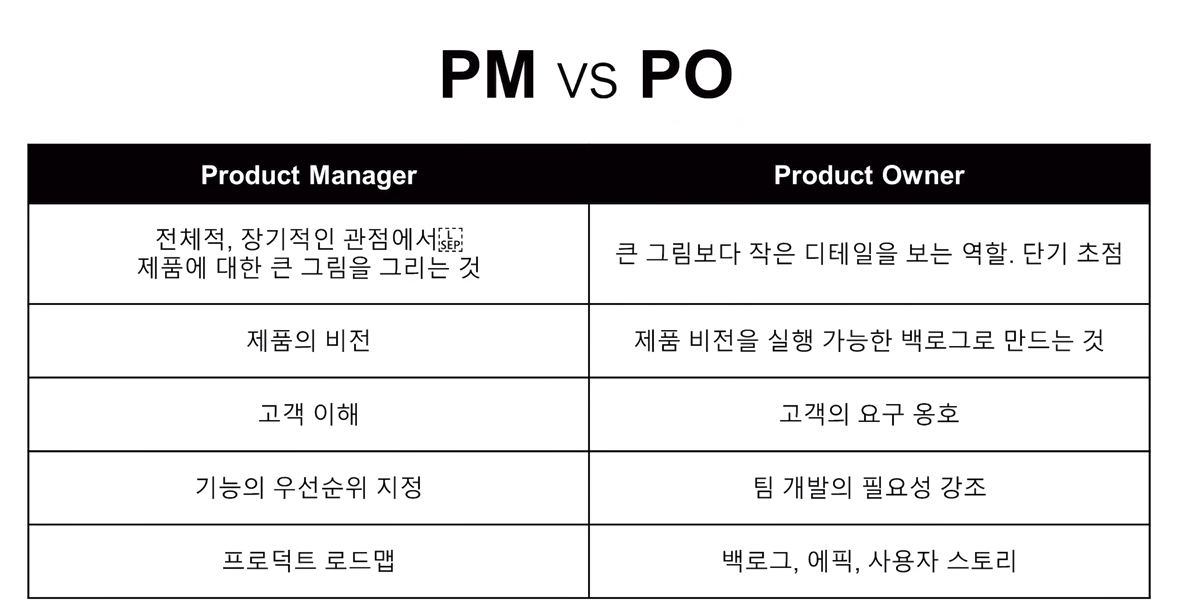 PM vs PO
Product Manager
Product Owner
전체적, 장기적인 관점에서
제품에 대한 큰 그림을 그리는 것
큰 그림보다 작은 디테일을 보는 역할. 단기 초점
제품의 비전
제품 비전을 실행 가능한 백로그로 만드는 것
고객 이해
고객의 요구 옹호
기능의 우선순위 지정
팀 개발의 필요성 강조
프로덕트 로드맵
백로그, 에픽, 사용자 스토리